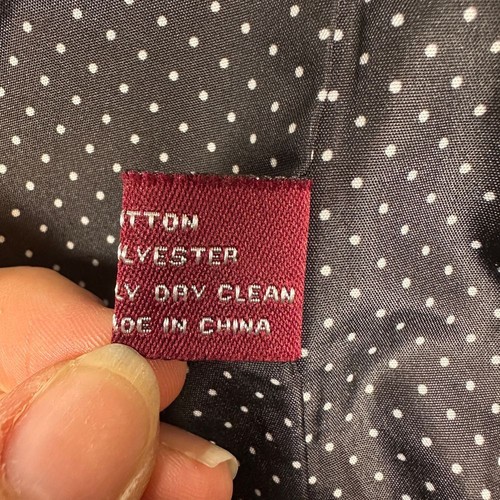 TTON
LYESTER
LY DRY CLEAN
DE IN CHINA